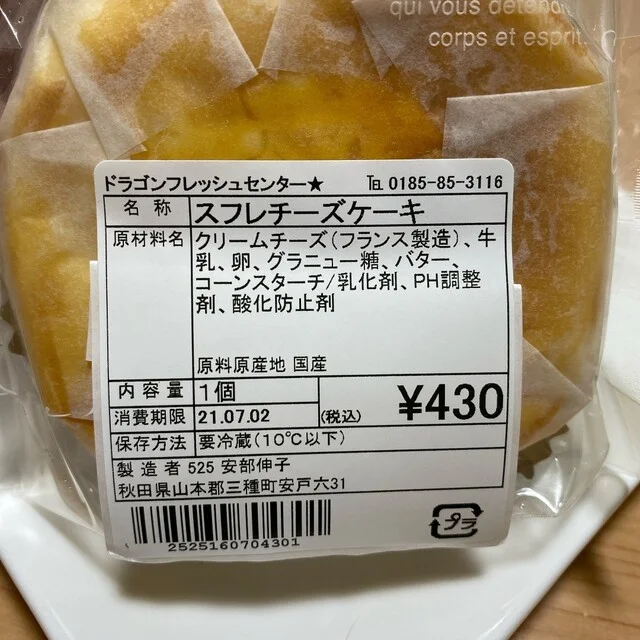 qui vous détend
corps et esprit.
ドラゴンフレッシュセンター★ ℡ 0185-85-3116
名称 スフレチーズケーキ
原材料名 クリームチーズ(フランス製造)、牛
乳、卵、グラニュー糖、バター、
コーンスターチ/乳化剤、PH調整
剤、酸化防止剤
原料原産地 国産
内容量 1個
消費期限 21.07.02 (税込) ¥430
保存方法 要冷蔵(10℃以下)
製造者 525 安部伸子
秋田県山本郡三種町安戸六31
プラ
2525160704301